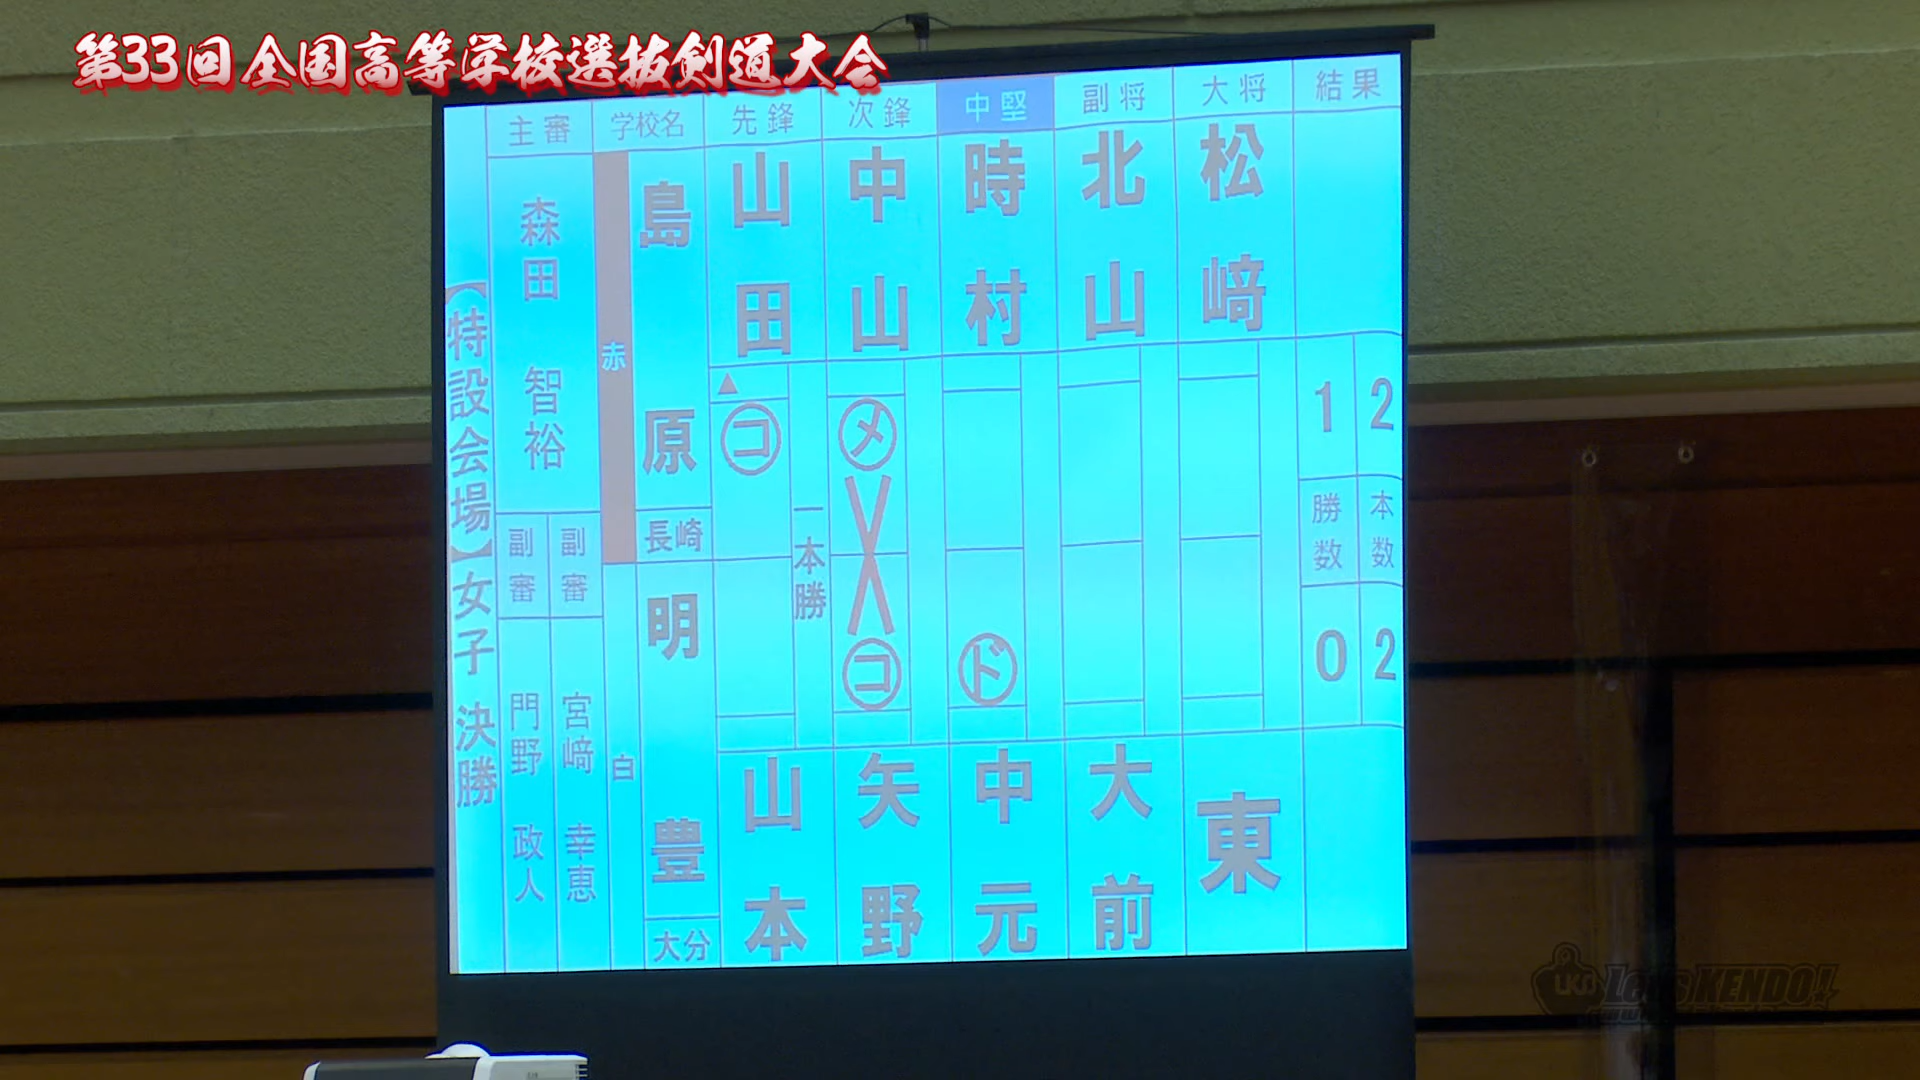 第33回全国高等学校選抜剣道大会
【特設会場】女子 決勝
主審
森田 智裕
副審
門野 政人
副審
宮﨑 幸恵
学校名
赤
島原
長崎
白
明豊
大分
先鋒
山田
▲
コ
一本勝
山本
次鋒
中山
メ
コ
矢野
中堅
時村
ド
中元
副将
北山
大前
大将
松﨑
東
結果
1 2
勝数 本数
0 2
Let's KENDO!